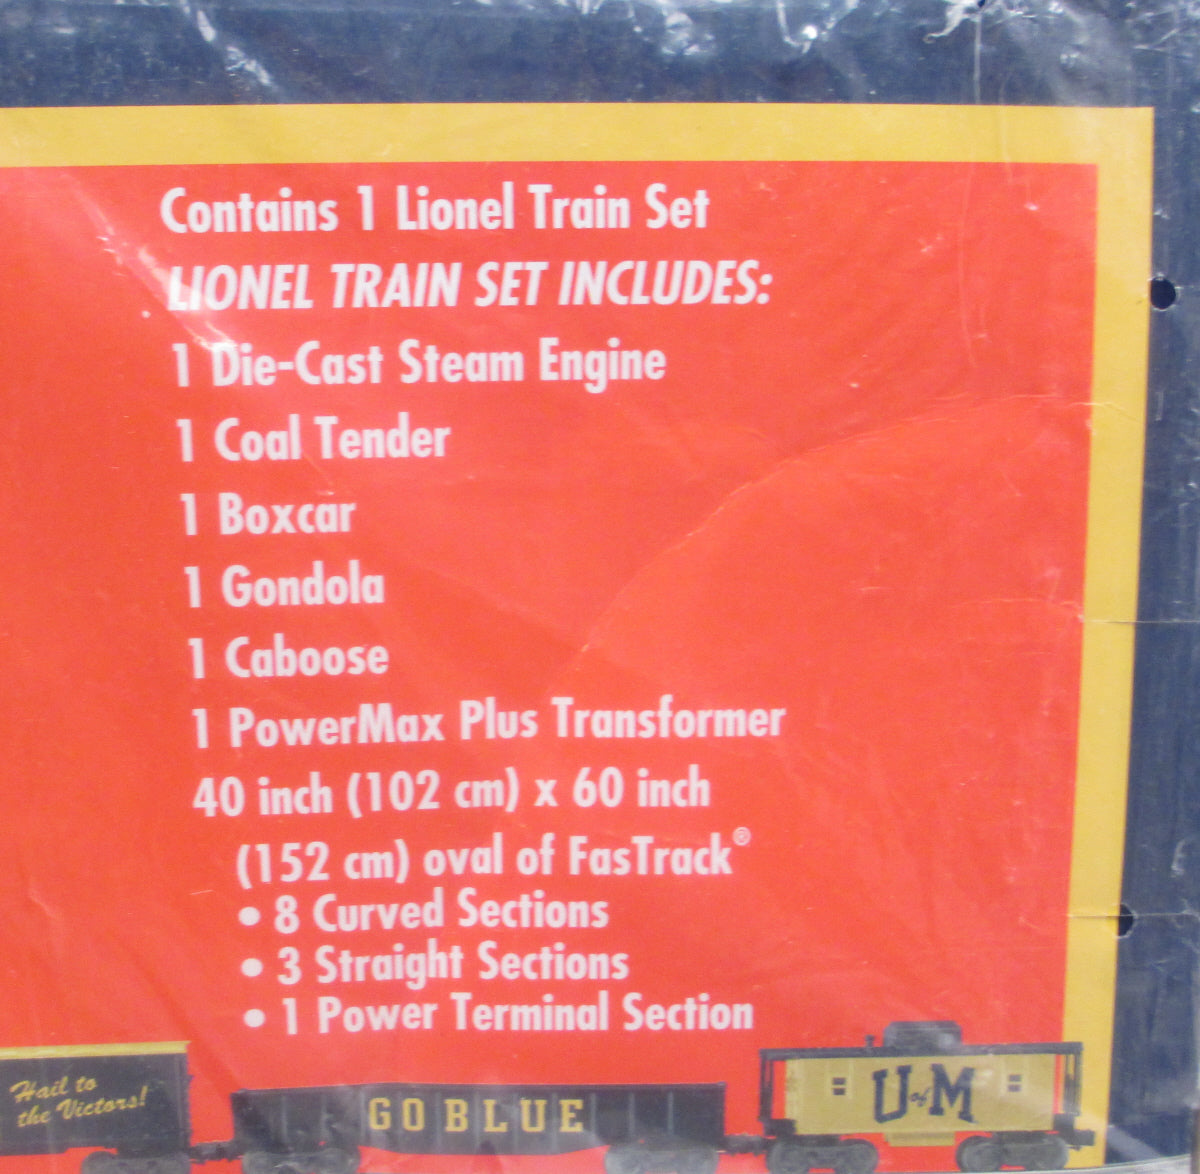 Contains 1 Lionel Train Set
LIONEL TRAIN SET INCLUDES:
1 Die-Cast Steam Engine
1 Coal Tender
1 Boxcar
1 Gondola
1 Caboose
1 PowerMax Plus Transformer
40 inch (102 cm) x 60 inch
(152 cm) oval of FasTrack®
• 8 Curved Sections
• 3 Straight Sections
• 1 Power Terminal Section
Hail to
the Victors!
GO BLUE
U of M